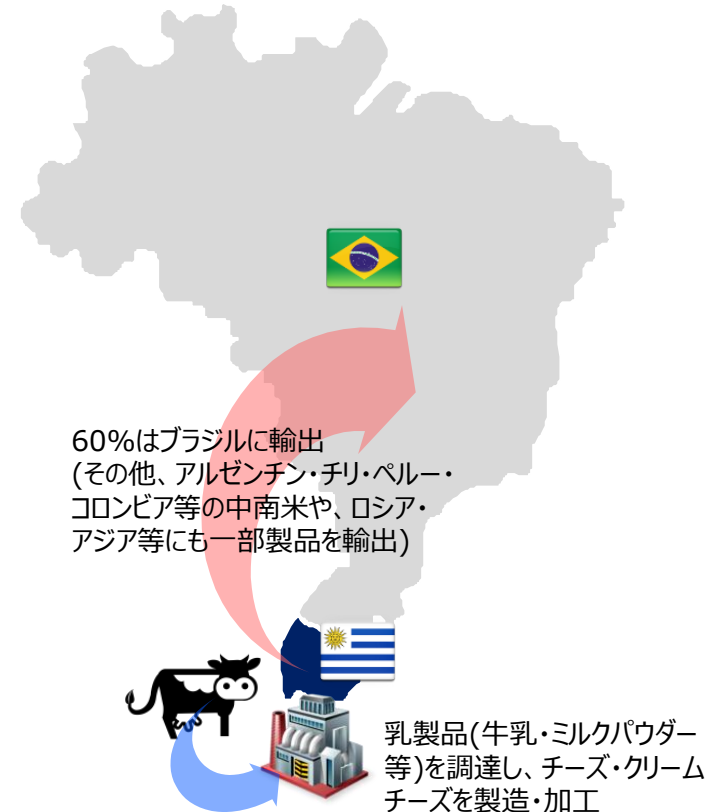 60%はブラジルに輸出
(その他、アルゼンチン・チリ・ペルー・
コロンビア等の中南米や、ロシア・
アジア等にも一部製品を輸出)
乳製品(牛乳・ミルクパウダー
等)を調達し、チーズ・クリーム
チーズを製造・加工